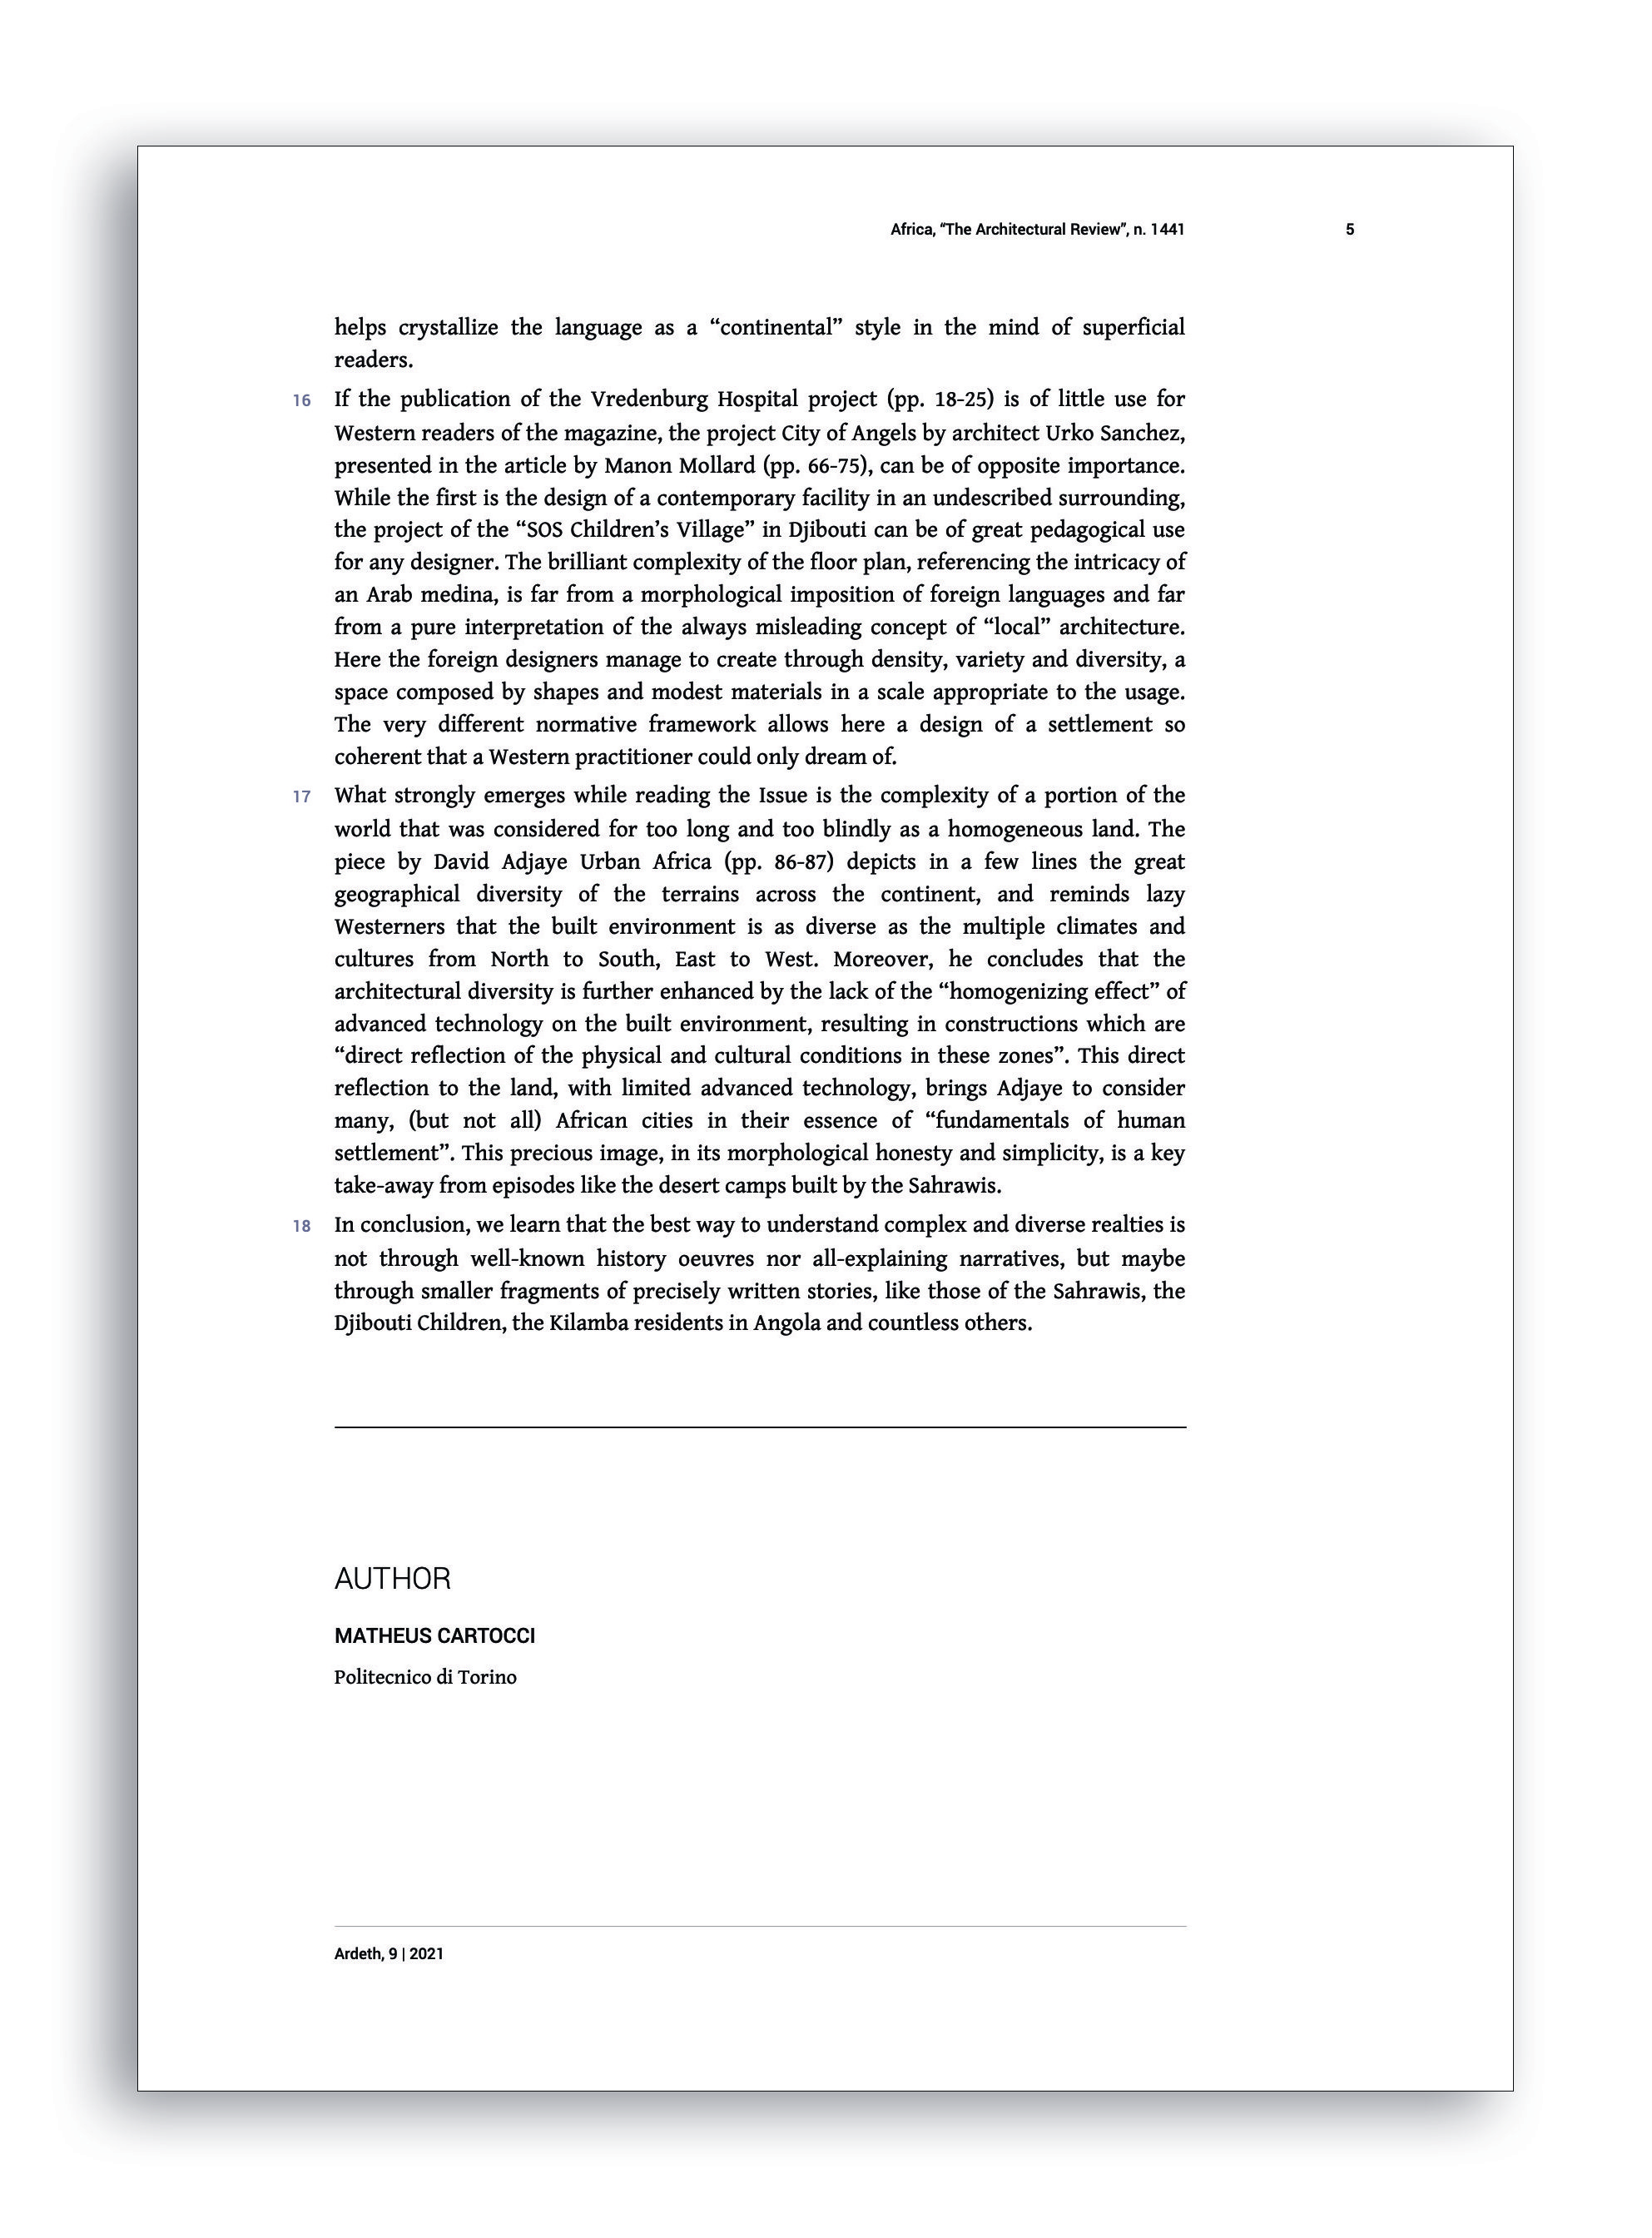 Africa, “The Architectural Review”, n. 1441 5
helps crystallize the language as a “continental” style in the mind of superficial
readers.
16 If the publication of the Vredenburg Hospital project (pp. 18-25) is of little use for
Western readers of the magazine, the project City of Angels by architect Urko Sanchez,
presented in the article by Manon Mollard (pp. 66-75), can be of opposite importance.
While the first is the design of a contemporary facility in an undescribed surrounding,
the project of the “SOS Children’s Village” in Djibouti can be of great pedagogical use
for any designer. The brilliant complexity of the floor plan, referencing the intricacy of
an Arab medina, is far from a morphological imposition of foreign languages and far
from a pure interpretation of the always misleading concept of “local” architecture.
Here the foreign designers manage to create through density, variety and diversity, a
space composed by shapes and modest materials in a scale appropriate to the usage.
The very different normative framework allows here a design of a settlement so
coherent that a Western practitioner could only dream of.
17 What strongly emerges while reading the Issue is the complexity of a portion of the
world that was considered for too long and too blindly as a homogeneous land. The
piece by David Adjaye Urban Africa (pp. 86-87) depicts in a few lines the great
geographical diversity of the terrains across the continent, and reminds lazy
Westerners that the built environment is as diverse as the multiple climates and
cultures from North to South, East to West. Moreover, he concludes that the
architectural diversity is further enhanced by the lack of the “homogenizing effect” of
advanced technology on the built environment, resulting in constructions which are
“direct reflection of the physical and cultural conditions in these zones”. This direct
reflection to the land, with limited advanced technology, brings Adjaye to consider
many, (but not all) African cities in their essence of “fundamentals of human
settlement”. This precious image, in its morphological honesty and simplicity, is a key
take-away from episodes like the desert camps built by the Sahrawis.
18 In conclusion, we learn that the best way to understand complex and diverse realties is
not through well-known history oeuvres nor all-explaining narratives, but maybe
through smaller fragments of precisely written stories, like those of the Sahrawis, the
Djibouti Children, the Kilamba residents in Angola and countless others.
AUTHOR
MATHEUS CARTOCCI
Politecnico di Torino
Ardeth, 9 | 2021